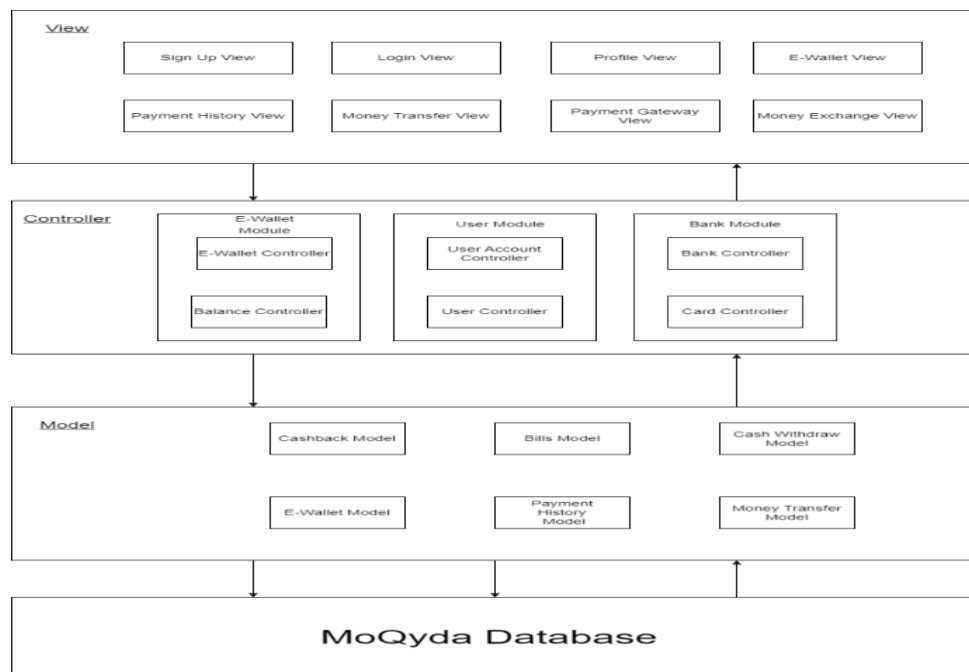 View
Sign Up View
Login View
Profile View
E-Wallet View
Payment History View
Money Transfer View
Payment Gateway
View
Money Exchange View
Controller
E-Wallet
Module
E-Wallet Controller
Balance Controller
User Module
User Account
Controller
User Controller
Bank Module
Bank Controller
Card Controller
Model
Cashback Model
Bills Model
Cash Withdraw
Model
E-Wallet Model
Payment
History
Model
Money Transfer
Model
MoQyda Database